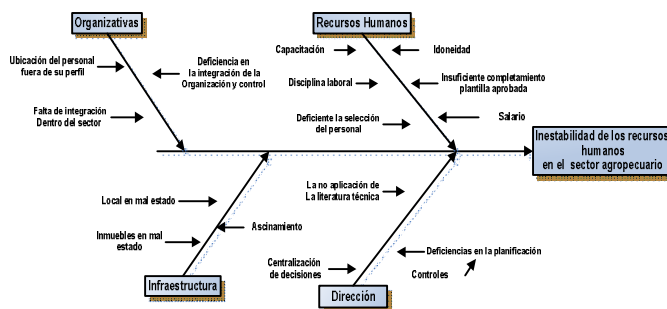 Organizativas
Recursos Humanos
Ubicación del personal
fuera de su perfil
Deficiencia en
la integración de la
Organización y control
Falta de integración
Dentro del sector
Capacitación
Idoneidad
Disciplina laboral
Insuficiente completamiento
plantilla aprobada
Deficiente la selección
del personal
Salario
Inestabilidad de los recursos
humanos
en el sector agropecuario
Local en mal estado
Inmuebles en mal
estado
Ascinamiento
La no aplicación de
La literatura técnica
Centralización
de decisiones
Deficiencias en la planificación
Controles
Infraestructura
Dirección